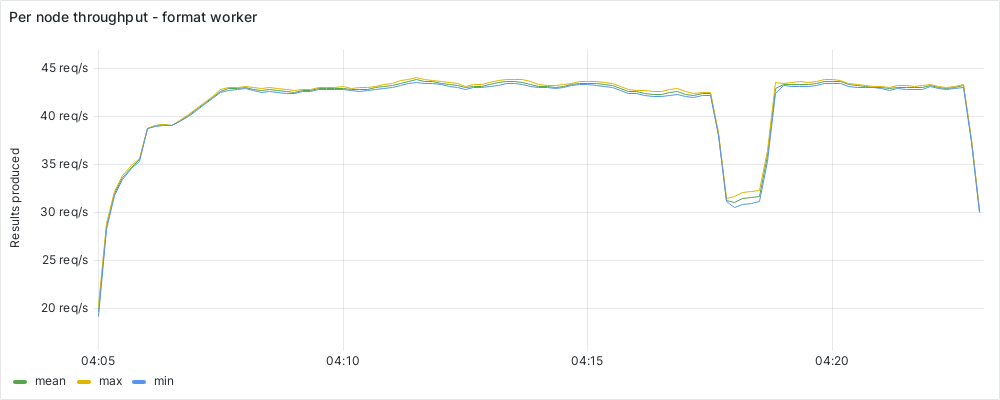 Per node throughput - format worker
45 req/s
40 req/s
35 req/s
30 req/s
25 req/s
20 req/s
Results produced
04:05 04:10 04:15 04:20
mean max min